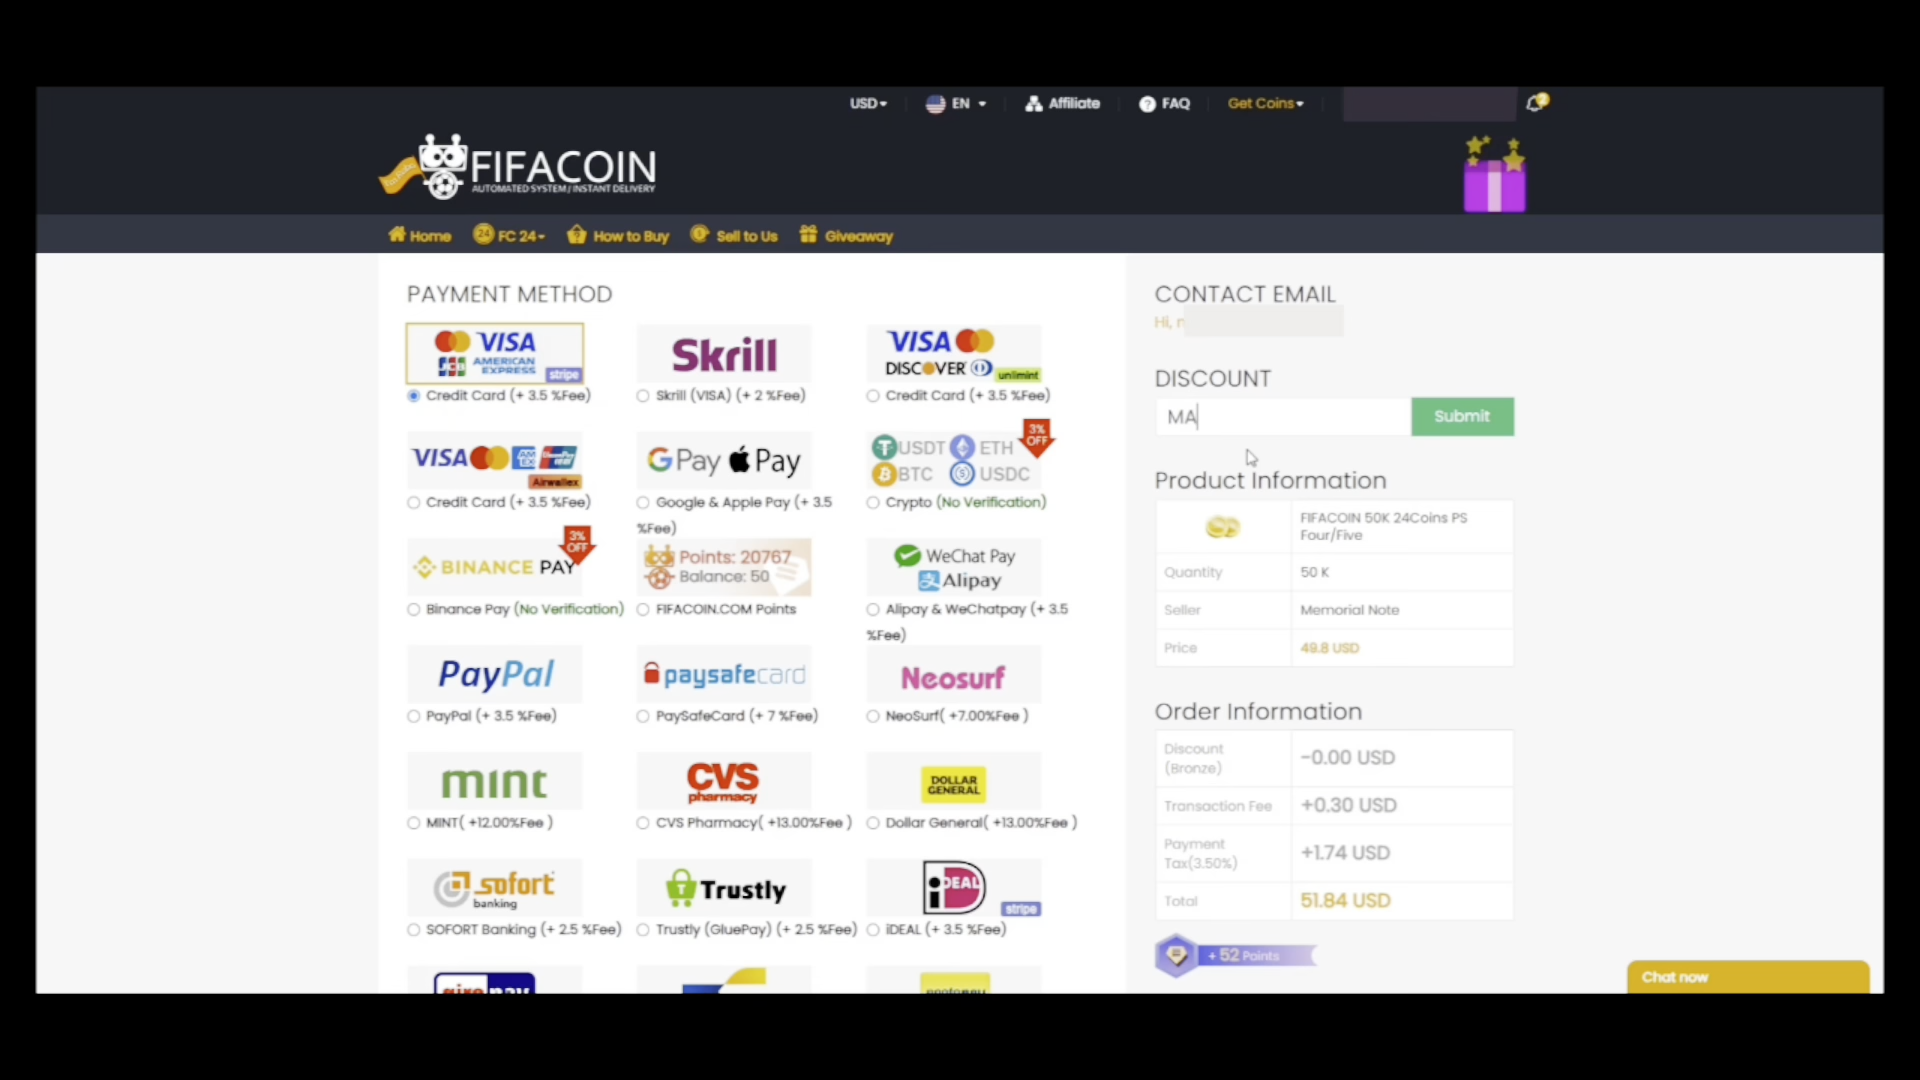 USD
EN
Affiliate
FAQ
Get Coins
2
FIFACOIN
AUTOMATED SYSTEM / INSTANT DELIVERY
Home
24 FC 24
How to Buy
Sell to Us
Giveaway
PAYMENT METHOD
VISA
JCB AMERICAN EXPRESS
stripe
Credit Card (+ 3.5 %Fee)
Skrill
Skrill (VISA) (+ 2 %Fee)
VISA
DISCOVER
unlimint
Credit Card (+ 3.5 %Fee)
VISA AMEX UnionPay
Airwallex
Credit Card (+ 3.5 %Fee)
G Pay Pay
Google & Apple Pay (+ 3.5
%Fee)
USDT ETH
BTC USDC
3%
OFF
Crypto (No Verification)
BINANCE PAY
3%
OFF
Binance Pay (No Verification)
Points: 20767
Balance: 50
FIFACOIN.COM Points
WeChat Pay
Alipay
Alipay & WeChatpay (+ 3.5
%Fee)
PayPal
PayPal (+ 3.5 %Fee)
paysafecard
PaySafeCard (+ 7 %Fee)
Neosurf
NeoSurf( +7.00%Fee )
mint
MINT( +12.00%Fee )
CVS
pharmacy
CVS Pharmacy( +13.00%Fee )
DOLLAR
GENERAL
Dollar General( +13.00%Fee )
sofort
banking
SOFORT Banking (+ 2.5 %Fee)
Trustly
Trustly (GluePay) (+ 2.5 %Fee)
iDEAL
stripe
iDEAL (+ 3.5 %Fee)
CONTACT EMAIL
Hi,
DISCOUNT
MA
Submit
Product Information
FIFACOIN 50K 24Coins PS
Four/Five
Quantity 50 K
Seller Memorial Note
Price 49.8 USD
Order Information
Discount
(Bronze) -0.00 USD
Transaction Fee +0.30 USD
Payment
Tax(3.50%) +1.74 USD
Total 51.84 USD
+ 52 Points
Chat now